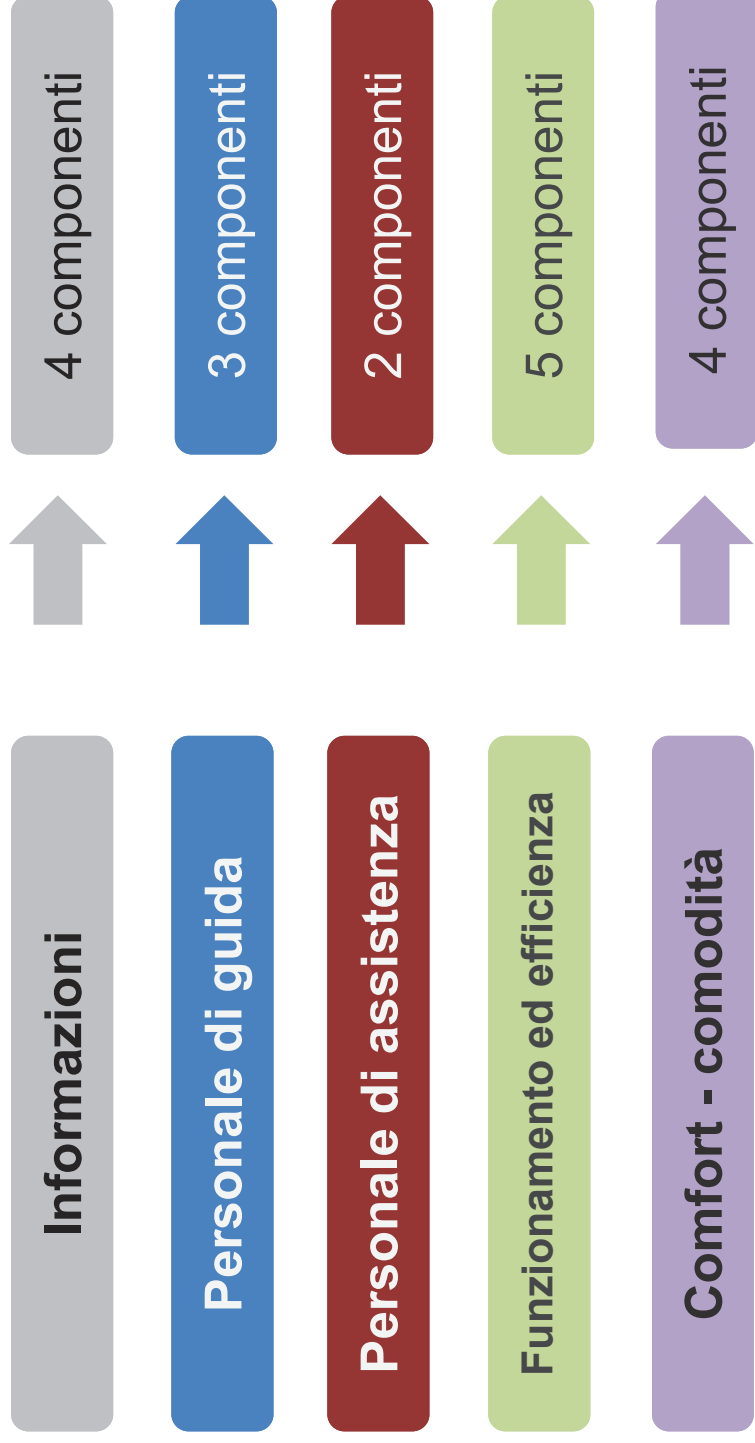 Informazioni
4 componenti
Personale di guida
3 componenti
Personale di assistenza
2 componenti
Funzionamento ed efficienza
5 componenti
Comfort - comodità
4 componenti